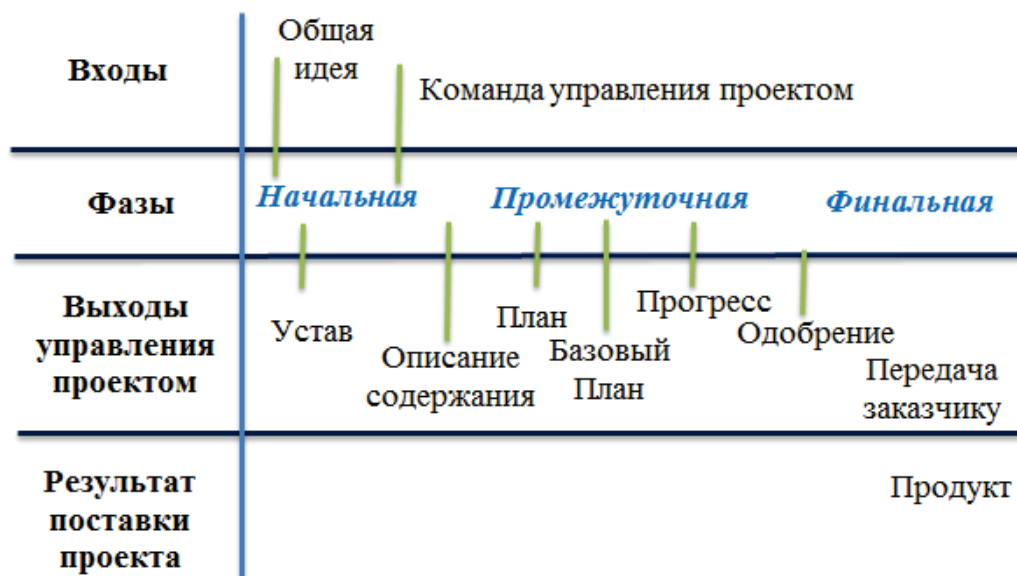 Входы
Общая
идея
Команда управления проектом
Фазы
Начальная
Промежуточная
Финальная
Выходы
управления
проектом
Устав
Описание
содержания
План
Базовый
План
Прогресс
Одобрение
Передача
заказчику
Результат
поставки
проекта
Продукт